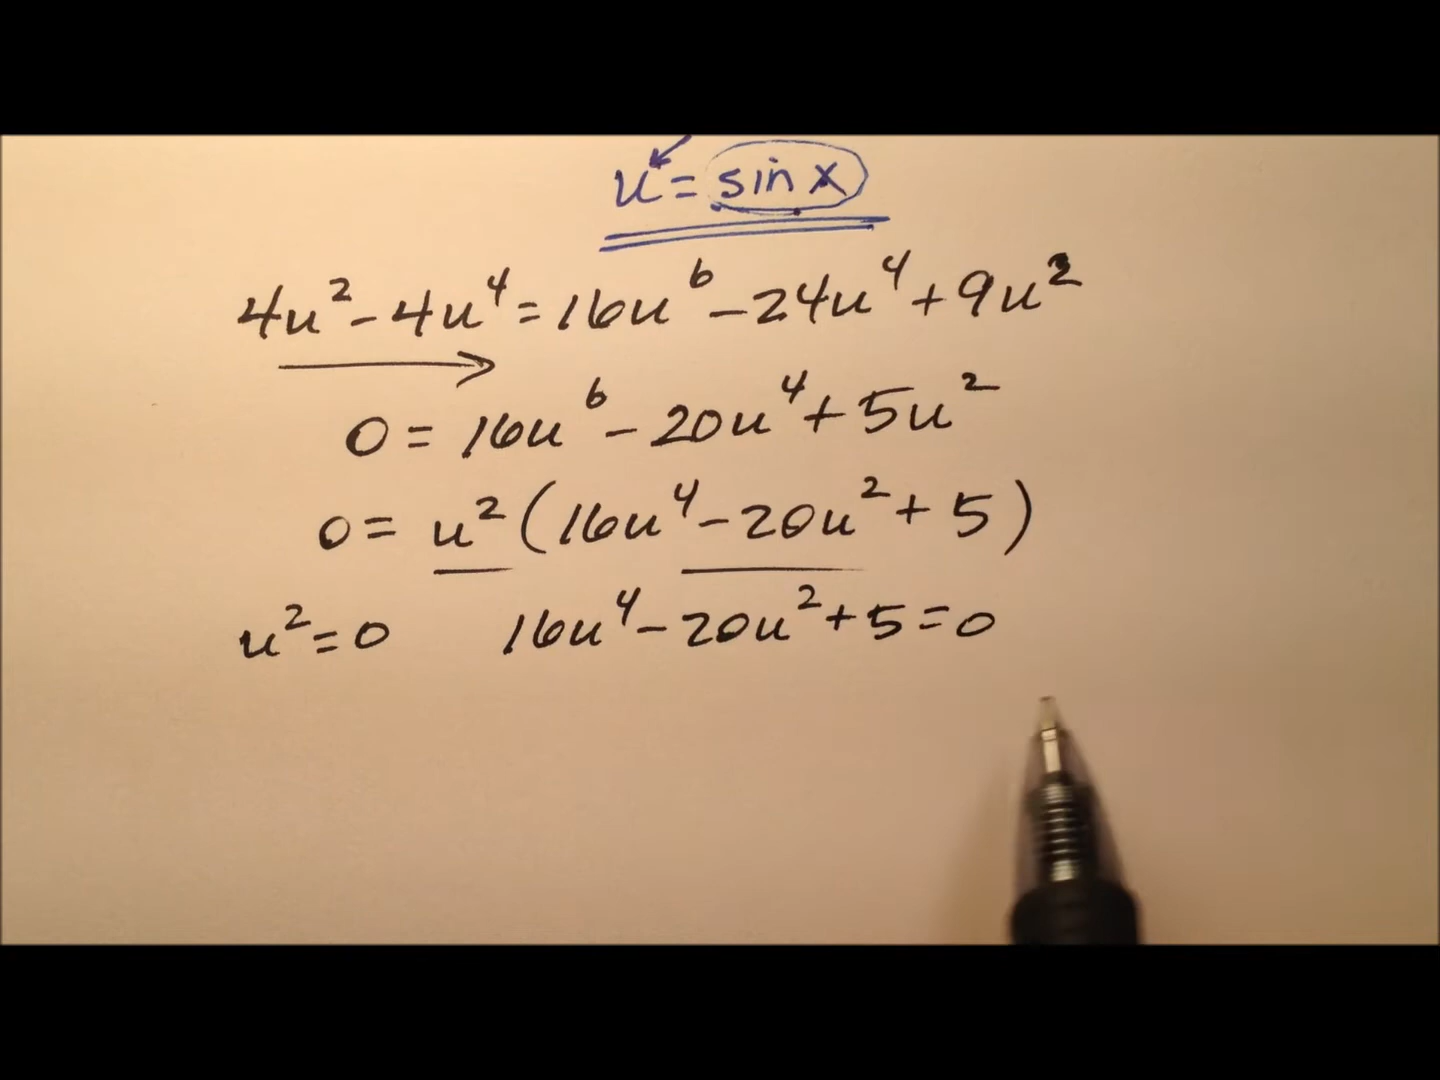 u = sin x
4u² - 4u⁴ = 16u⁶ - 24u⁴ + 9u²
0 = 16u⁶ - 20u⁴ + 5u²
0 = u² (16u⁴ - 20u² + 5)
u² = 0 16u⁴ - 20u² + 5 = 0